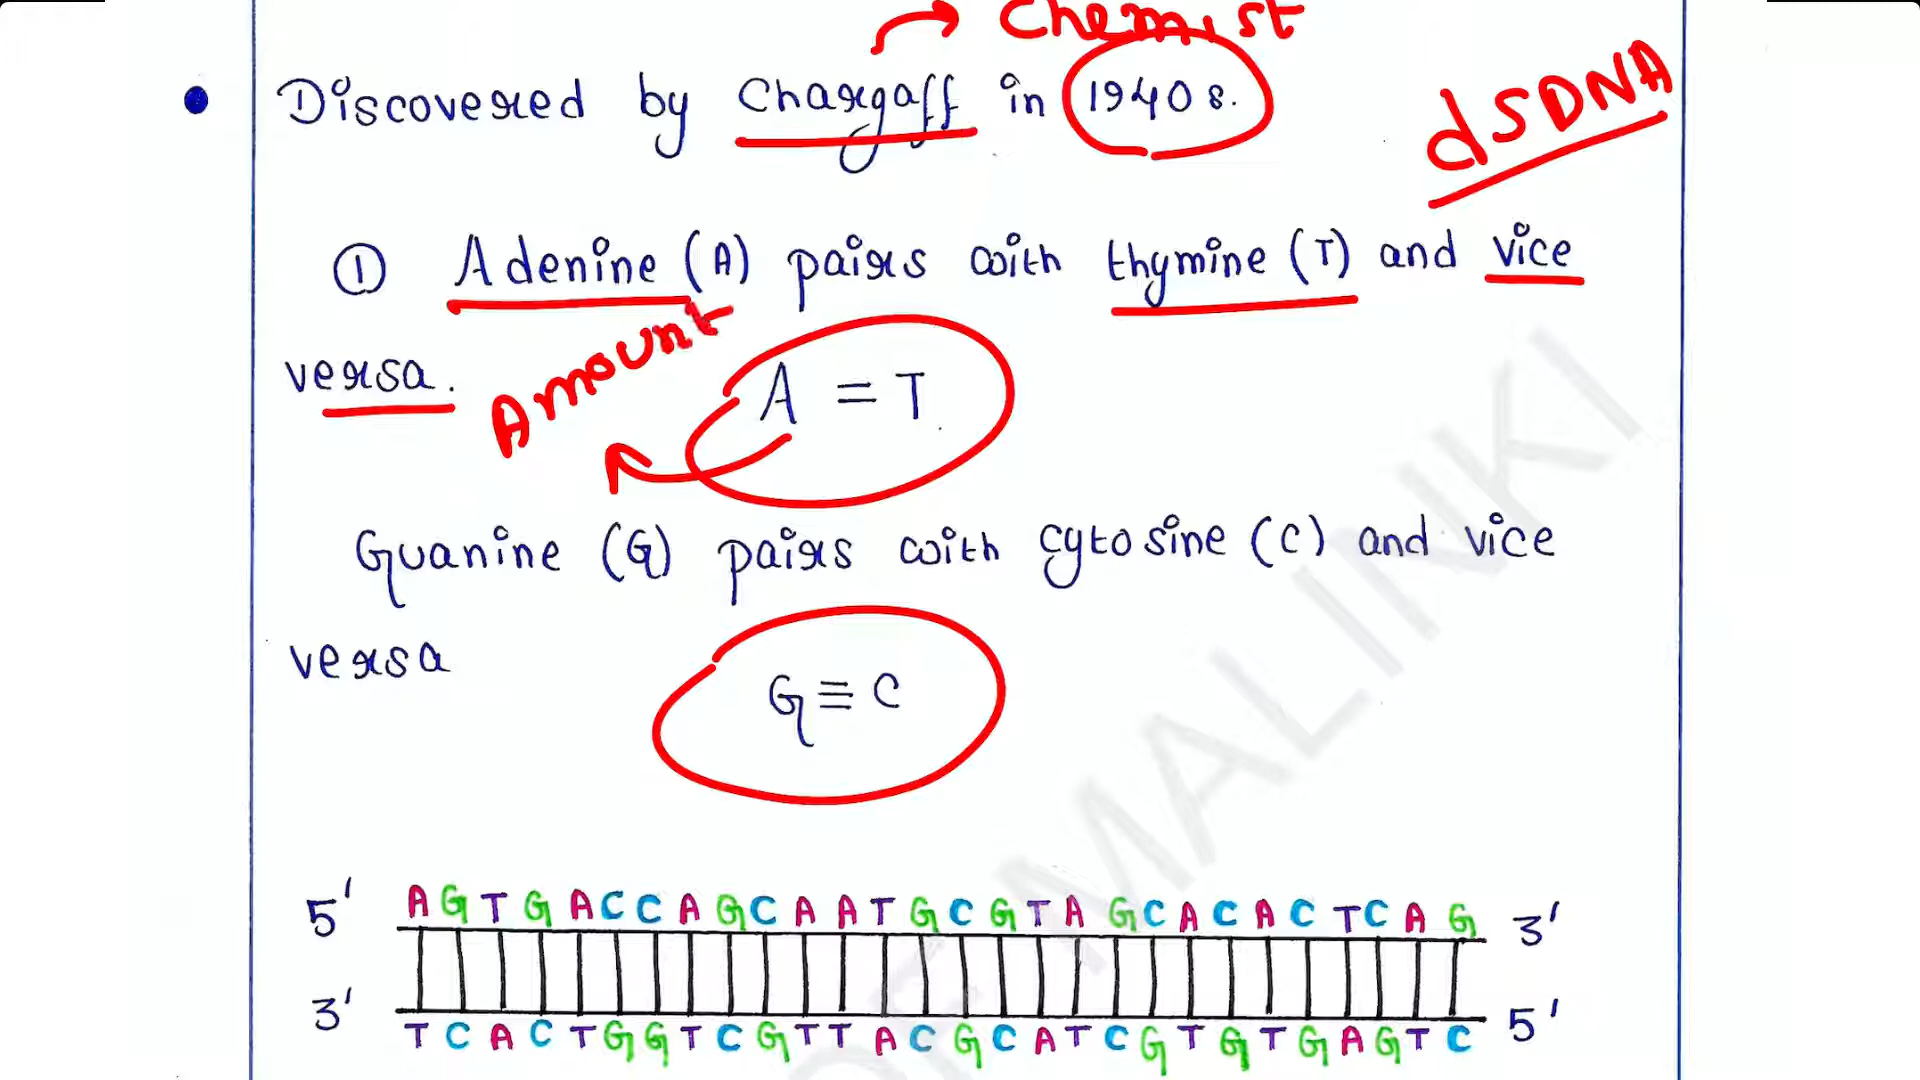 Chemist
• Discovered by Chargaff in 1940s.
dsDNA
① Adenine (A) pairs with thymine (T) and vice
versa.
Amount
A = T
Guanine (G) pairs with cytosine (C) and vice
versa
G ≡ C
5' A G T G A C C A G C A A T G C G T A G C A C A C T C A G 3'
3' T C A C T G G T C G T T A C G C A T C G T G T G A G T C 5'